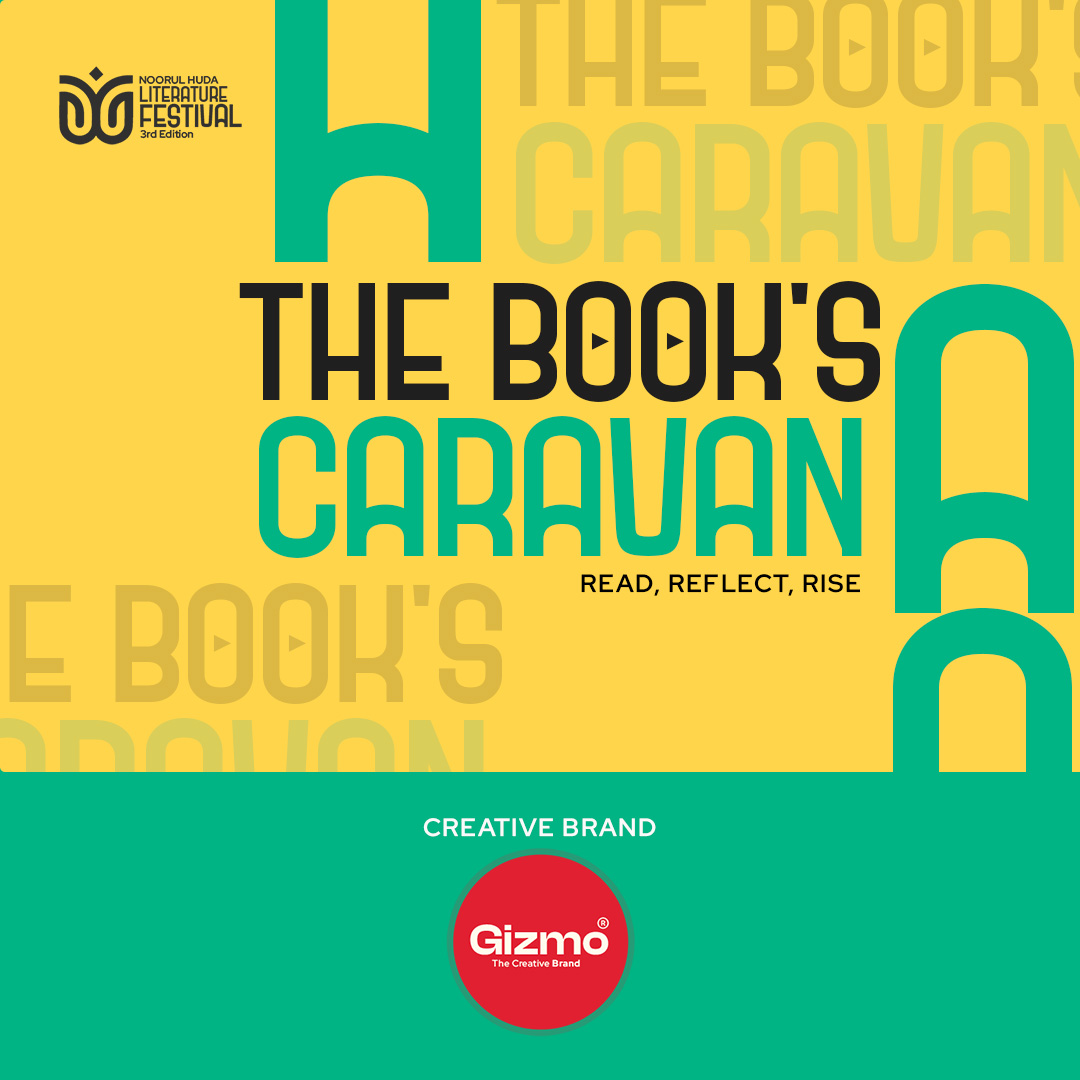 NOORUL HUDA
LITERATURE
FESTIVAL
3rd Edition
THE BOOK'S
CARAVAN
THE BOOK'S
CARAVAN
READ, REFLECT, RISE
E BOOK'S
ARAVAN
CREATIVE BRAND
Gizmo®
The Creative Brand